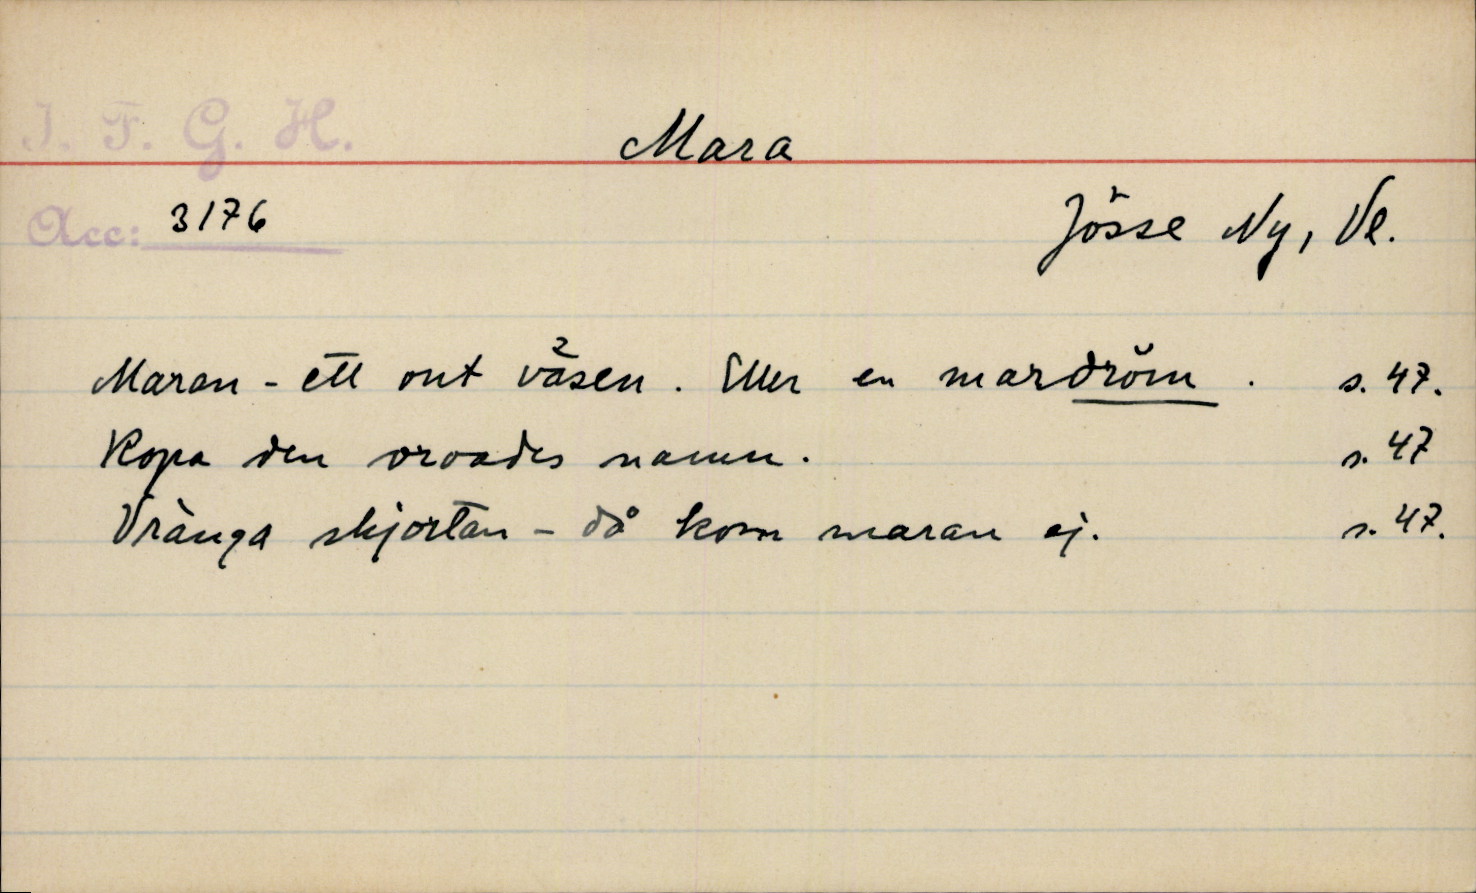 I. F. G. H.
Mara
Acc: 3176
Jösse Ny, Vl.
Maran - ett ont väsen. Eller en mardröm. s. 47.
Ropa den oroades namn. s. 47
Vränga skjortan - då kom maran ej. s. 47.